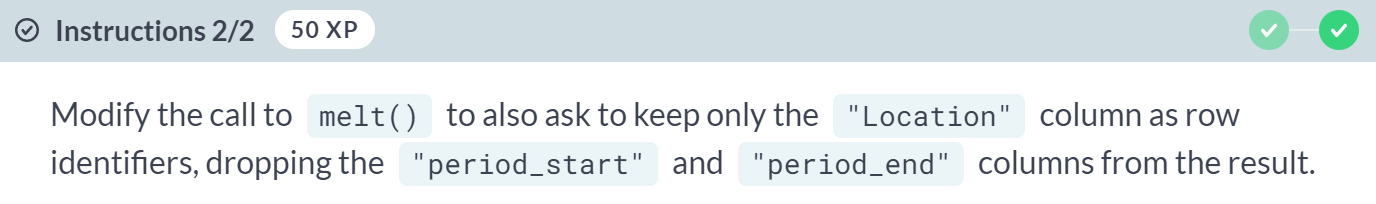 Instructions 2/2 50 XP
Modify the call to melt() to also ask to keep only the "Location" column as row
identifiers, dropping the "period_start" and "period_end" columns from the result.